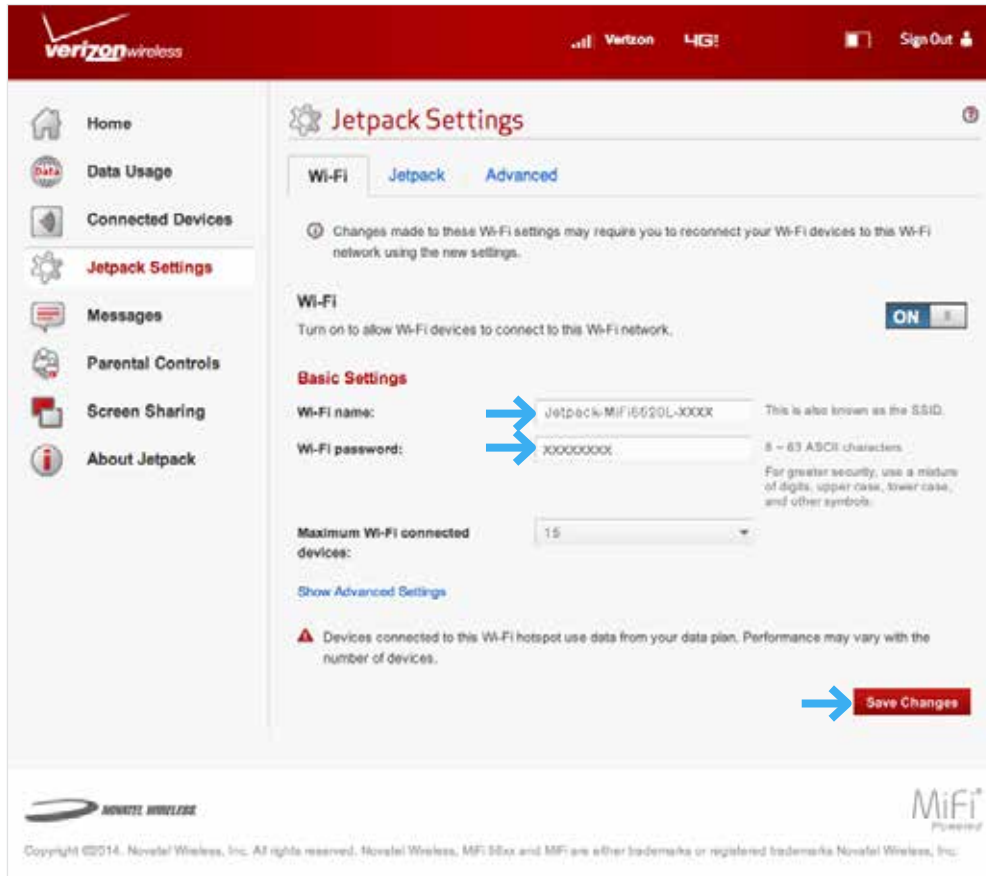 verizonwireless
Verizon 4G! Sign Out
Home
Data Usage
Connected Devices
Jetpack Settings
Messages
Parental Controls
Screen Sharing
About Jetpack
Jetpack Settings
Wi-Fi Jetpack Advanced
Changes made to these Wi-Fi settings may require you to reconnect your Wi-Fi devices to this Wi-Fi
network using the new settings.
Wi-Fi
ON
Turn on to allow Wi-Fi devices to connect to this Wi-Fi network.
Basic Settings
Wi-Fi name: Jetpack-MiFi6620L-XXXX This is also known as the SSID.
Wi-Fi password: XXXXXXXX 8 – 63 ASCII characters
For greater security, use a mixture
of digits, upper case, lower case,
and other symbols.
Maximum Wi-Fi connected
devices: 15
Show Advanced Settings
Devices connected to this Wi-Fi hotspot use data from your data plan. Performance may vary with the
number of devices.
Save Changes
NOVATEL WIRELESS
MiFi
Powered
Copyright ©2014. Novatel Wireless, Inc. All rights reserved. Novatel Wireless, MiFi and MiFi are either trademarks or registered trademarks Novatel Wireless, Inc.